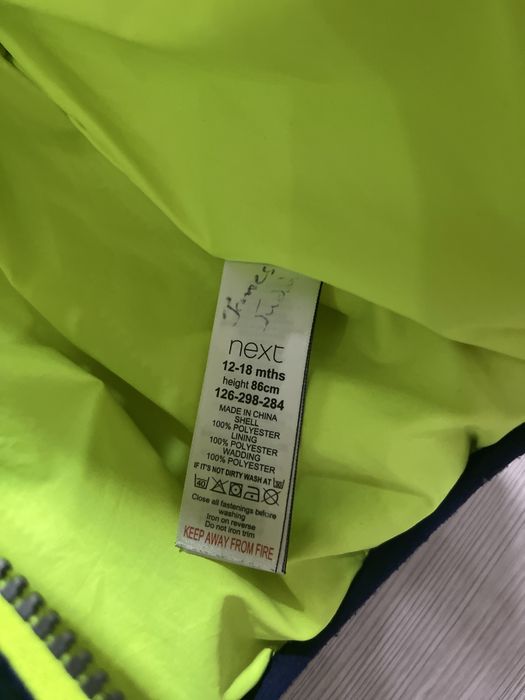 next
12-18 mths
height 86cm
126-298-284
MADE IN CHINA
SHELL
100% POLYESTER
LINING
100% POLYESTER
WADDING
100% POLYESTER
IF IT'S NOT DIRTY WASH AT 30
40
Close all fastenings before
washing
Iron on reverse
Do not iron trim
KEEP AWAY FROM FIRE